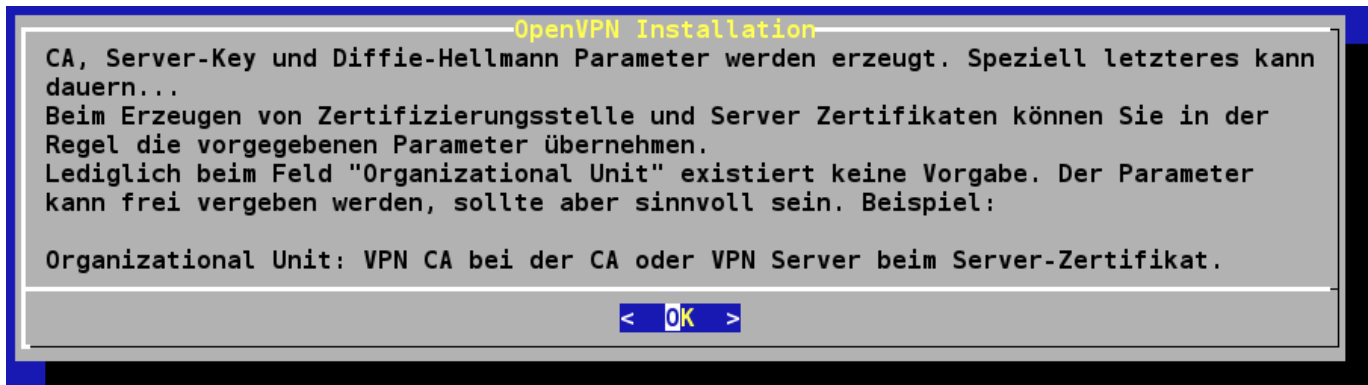 OpenVPN Installation
CA, Server-Key und Diffie-Hellmann Parameter werden erzeugt. Speziell letzteres kann
dauern...
Beim Erzeugen von Zertifizierungsstelle und Server Zertifikaten können Sie in der
Regel die vorgegebenen Parameter übernehmen.
Lediglich beim Feld "Organizational Unit" existiert keine Vorgabe. Der Parameter
kann frei vergeben werden, sollte aber sinnvoll sein. Beispiel:
Organizational Unit: VPN CA bei der CA oder VPN Server beim Server-Zertifikat.
<  OK  >